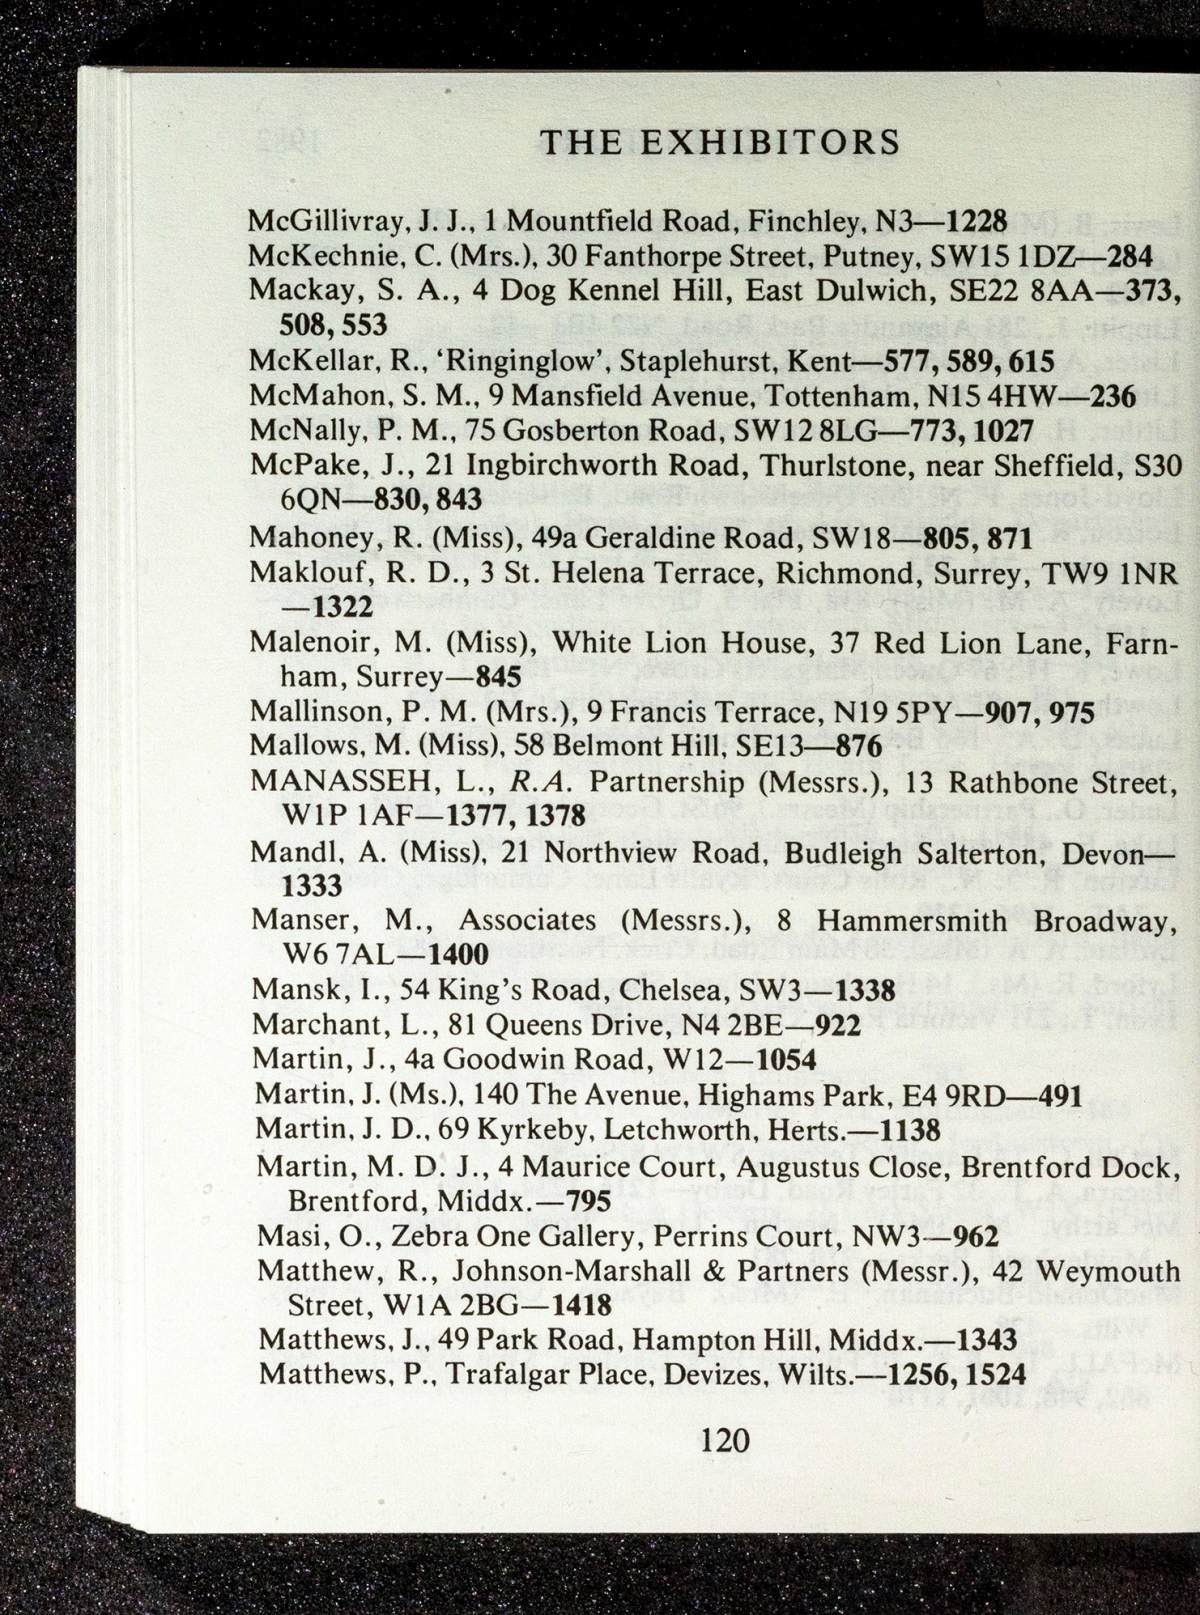 THE EXHIBITORS
McGillivray, J. J., 1 Mountfield Road, Finchley, N3—1228
McKechnie, C. (Mrs.), 30 Fanthorpe Street, Putney, SW15 1DZ—284
Mackay, S. A., 4 Dog Kennel Hill, East Dulwich, SE22 8AA—373,
508, 553
McKellar, R., ‘Ringinglow’, Staplehurst, Kent—577, 589, 615
McMahon, S. M., 9 Mansfield Avenue, Tottenham, N15 4HW—236
McNally, P. M., 75 Gosberton Road, SW12 8LG—773, 1027
McPake, J., 21 Ingbirchworth Road, Thurlstone, near Sheffield, S30
6QN—830, 843
Mahoney, R. (Miss), 49a Geraldine Road, SW18—805, 871
Maklouf, R. D., 3 St. Helena Terrace, Richmond, Surrey, TW9 1NR
—1322
Malenoir, M. (Miss), White Lion House, 37 Red Lion Lane, Farn-
ham, Surrey—845
Mallinson, P. M. (Mrs.), 9 Francis Terrace, N19 5PY—907, 975
Mallows, M. (Miss), 58 Belmont Hill, SE13—876
MANASSEH, L., R.A. Partnership (Messrs.), 13 Rathbone Street,
W1P 1AF—1377, 1378
Mandl, A. (Miss), 21 Northview Road, Budleigh Salterton, Devon—
1333
Manser, M., Associates (Messrs.), 8 Hammersmith Broadway,
W6 7AL—1400
Mansk, I., 54 King’s Road, Chelsea, SW3—1338
Marchant, L., 81 Queens Drive, N4 2BE—922
Martin, J., 4a Goodwin Road, W12—1054
Martin, J. (Ms.), 140 The Avenue, Highams Park, E4 9RD—491
Martin, J. D., 69 Kyrkeby, Letchworth, Herts.—1138
Martin, M. D. J., 4 Maurice Court, Augustus Close, Brentford Dock,
Brentford, Middx.—795
Masi, O., Zebra One Gallery, Perrins Court, NW3—962
Matthew, R., Johnson-Marshall & Partners (Messr.), 42 Weymouth
Street, W1A 2BG—1418
Matthews, J., 49 Park Road, Hampton Hill, Middx.—1343
Matthews, P., Trafalgar Place, Devizes, Wilts.—1256, 1524
120